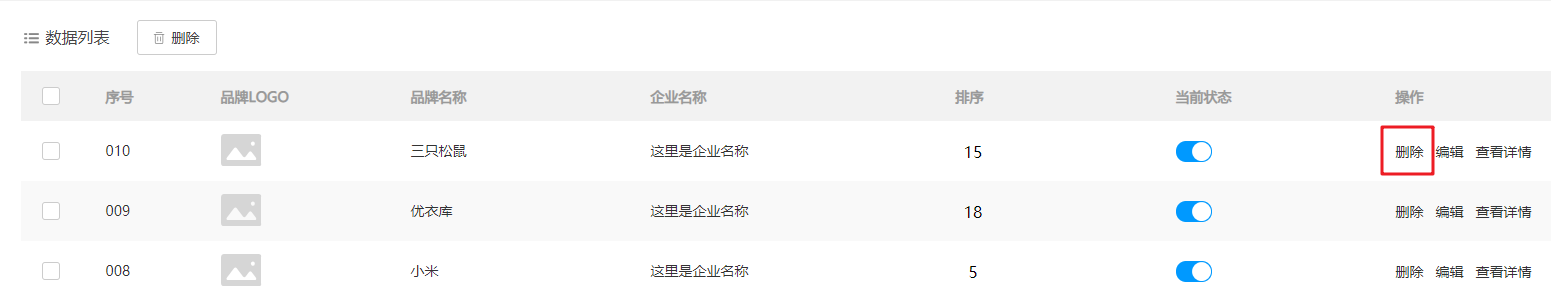 数据列表 删除
序号 品牌LOGO 品牌名称 企业名称 排序 当前状态 操作
010 三只松鼠 这里是企业名称 15 删除 编辑 查看详情
009 优衣库 这里是企业名称 18 删除 编辑 查看详情
008 小米 这里是企业名称 5 删除 编辑 查看详情